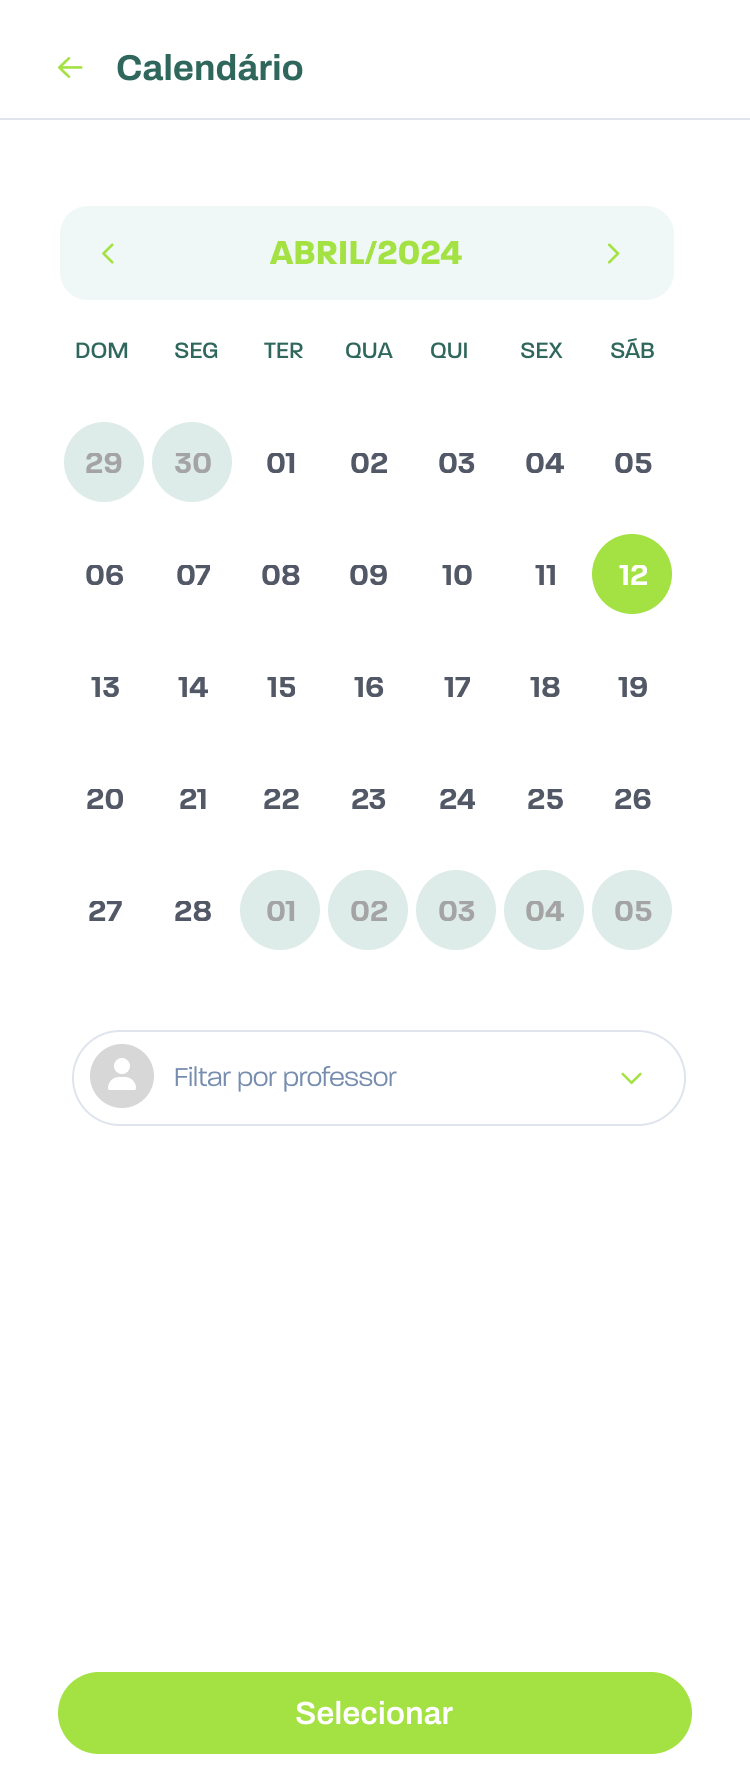 Calendário
ABRIL/2024
DOM SEG TER QUA QUI SEX SÁB
29 30 01 02 03 04 05
06 07 08 09 10 11 12
13 14 15 16 17 18 19
20 21 22 23 24 25 26
27 28 01 02 03 04 05
Filtar por professor
Selecionar